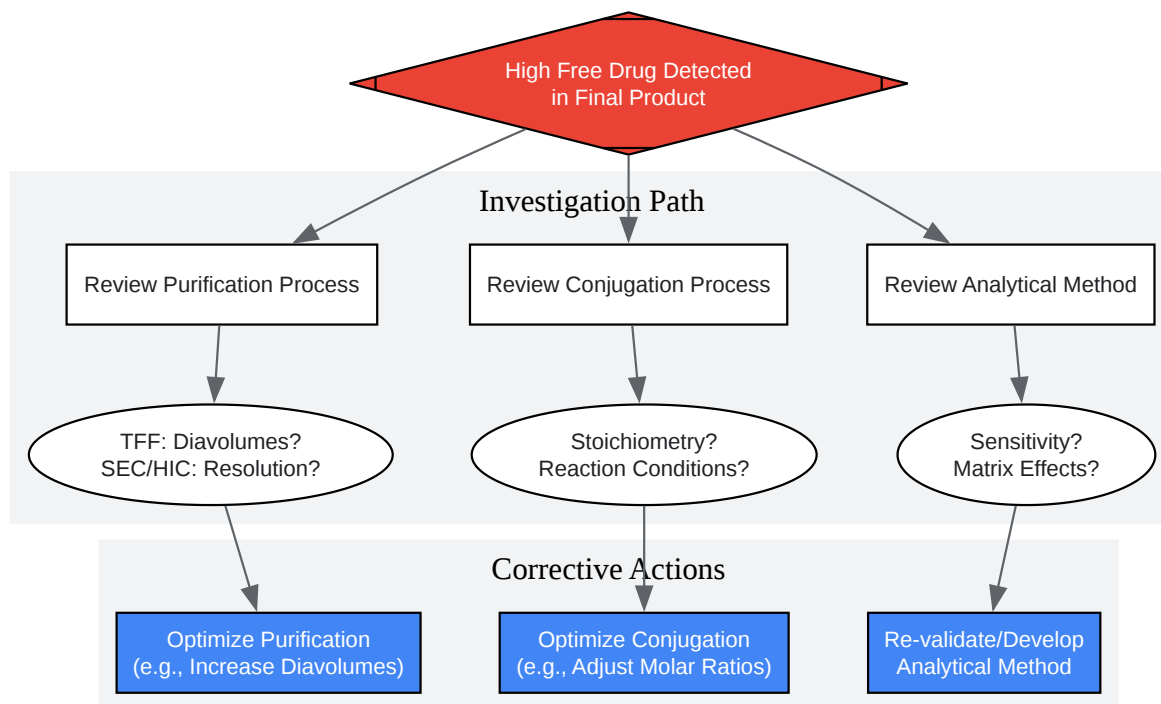 High Free Drug Detected
in Final Product
Investigation Path
Review Purification Process
Review Conjugation Process
Review Analytical Method
TFF: Diavolumes?
SEC/HIC: Resolution?
Stoichiometry?
Reaction Conditions?
Sensitivity?
Matrix Effects?
Corrective Actions
Optimize Purification
(e.g., Increase Diavolumes)
Optimize Conjugation
(e.g., Adjust Molar Ratios)
Re-validate/Develop
Analytical Method